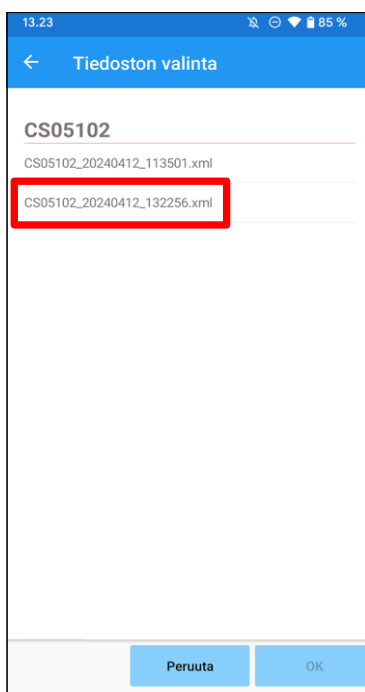 13.23 85 %
Tiedoston valinta
CS05102
CS05102_20240412_113501.xml
CS05102_20240412_132256.xml
Peruuta OK